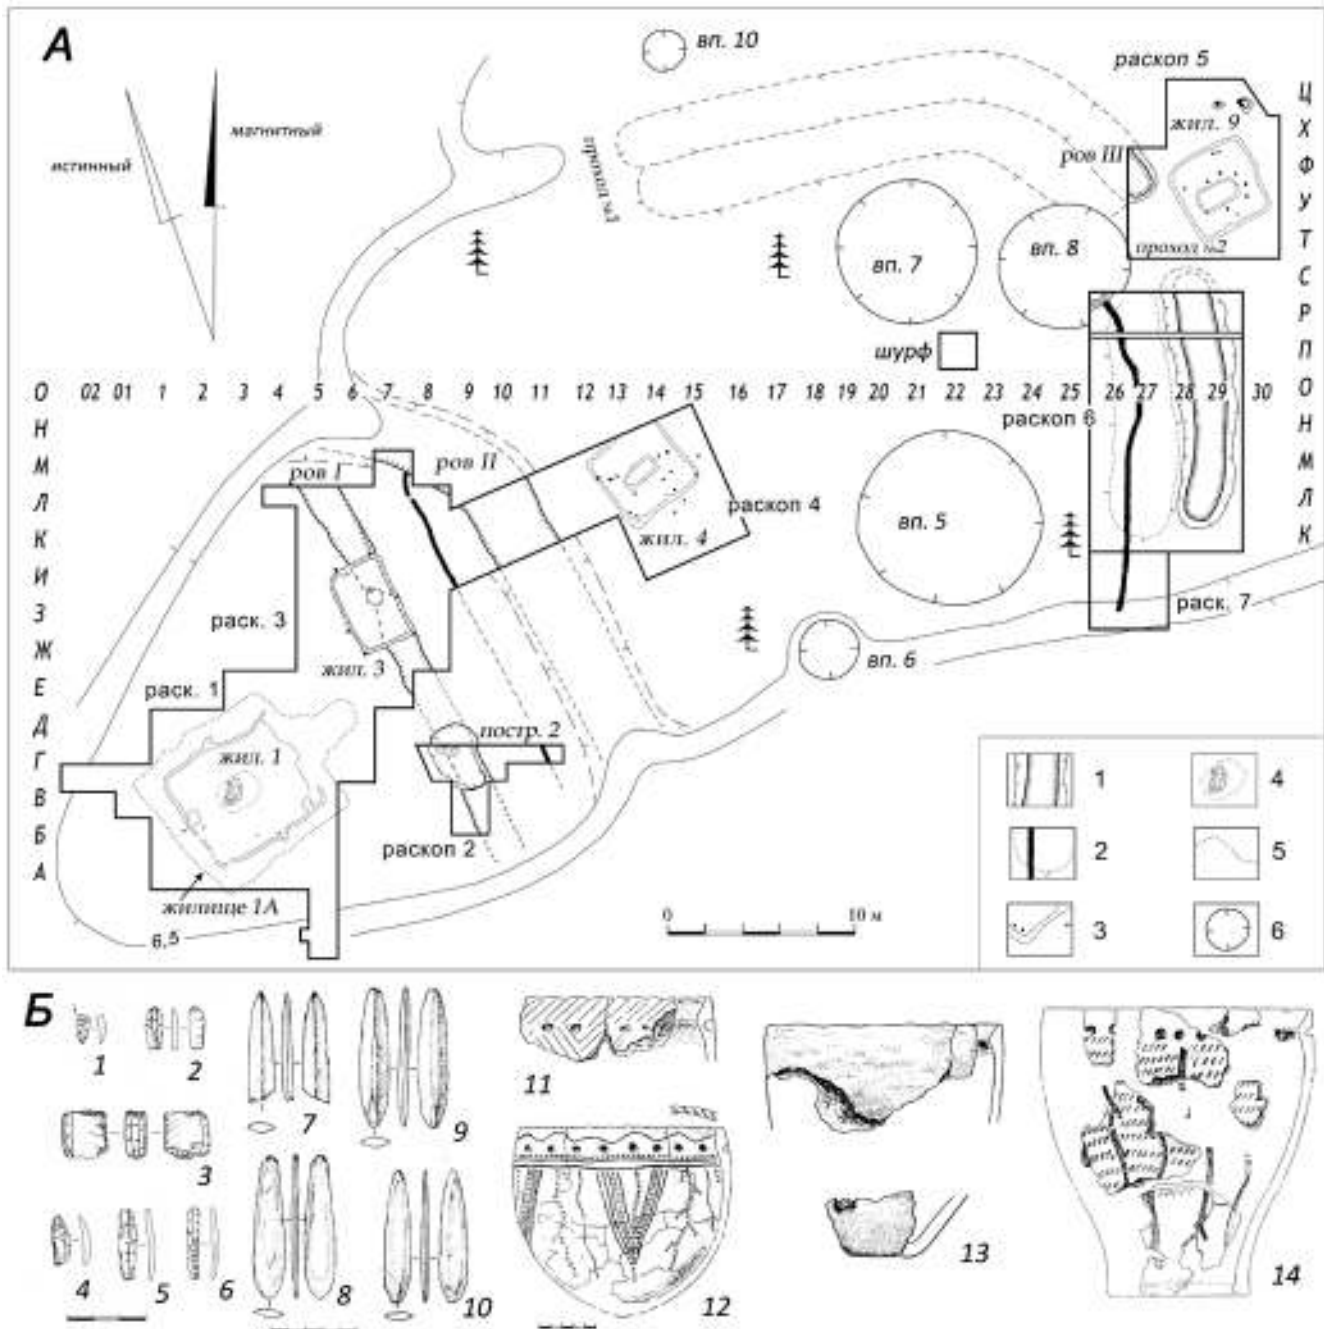 А
вп. 10
раскоп 5
магнитный
истинный
жил. 9
ров III
проход №2
вп. 7
вп. 8
шурф
Ц
Х
Ф
У
Т
С
Р
П
О
Н
М
Л
К
О 02 01 1 2 3 4 5 6 7 8 9 10 11 12 13 14 15 16 17 18 19 20 21 22 23 24 25 26 27 28 29 30
раскоп 6
Н
М
Л
К
И
З
Ж
Е
Д
Г
В
Б
А
ров I
ров II
раскоп 4
жил. 4
вп. 5
раск. 7
раск. 3
жил. 3
вп. 6
раск. 1
постр. 2
жил. 1
раскоп 2
жилище 1А
6,5
0 10 м
1 4
2 5
3 6
Б
1 2 3 4 5 6 7 8 9 10 11 12 13 14